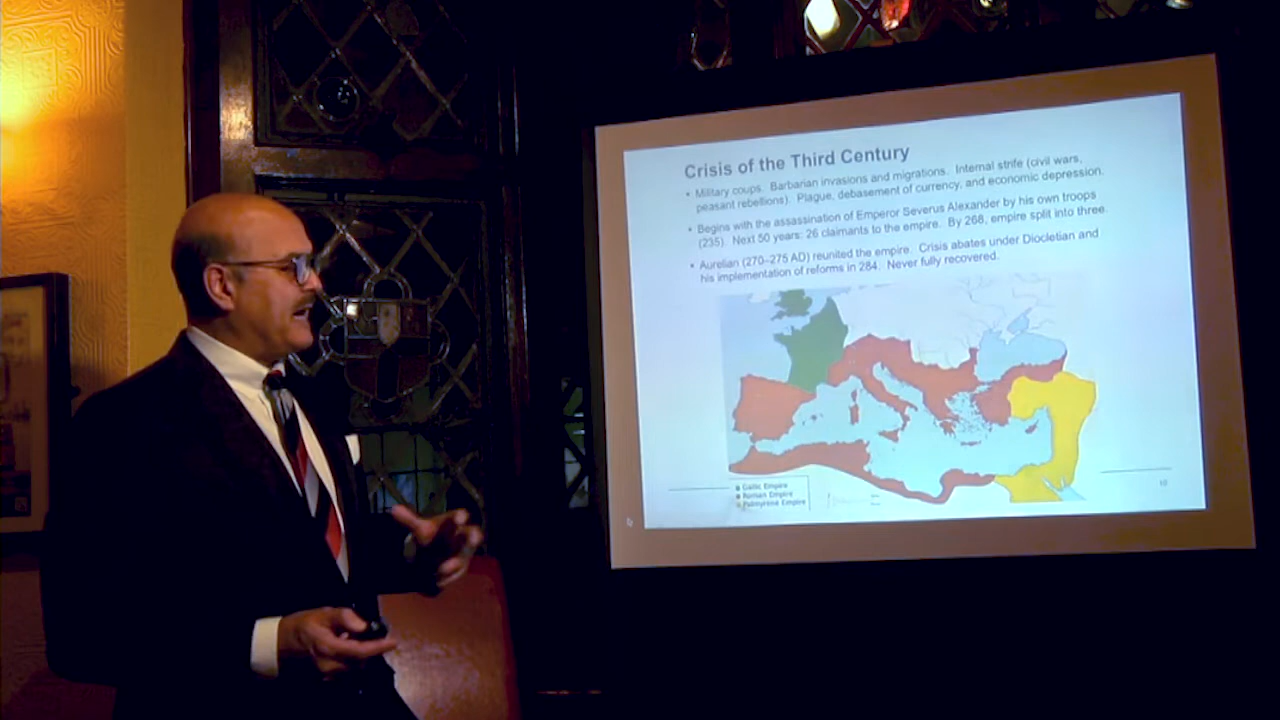 Crisis of the Third Century
• Military coups. Barbarian invasions and migrations. Internal strife (civil wars,
peasant rebellions). Plague, debasement of currency, and economic depression.
• Begins with the assassination of Emperor Severus Alexander by his own troops
(235). Next 50 years: 26 claimants to the empire. By 268, empire split into three.
• Aurelian (270–275 AD) reunited the empire. Crisis abates under Diocletian and
his implementation of reforms in 284. Never fully recovered.
Gallic Empire
Roman Empire
Palmyrene Empire
10